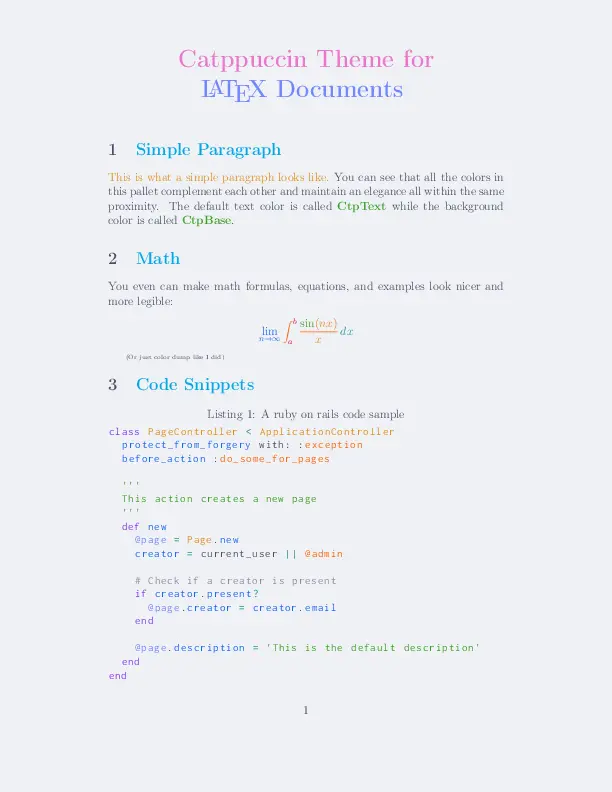 Catppuccin Theme for
LATEX Documents
1 Simple Paragraph
This is what a simple paragraph looks like. You can see that all the colors in
this pallet complement each other and maintain an elegance all within the same
proximity. The default text color is called CtpText while the background
color is called CtpBase.
2 Math
You even can make math formulas, equations, and examples look nicer and
more legible:
lim n→∞ ∫ₐᵇ sin(nx)/x dx
(Or just color dump like I did)
3 Code Snippets
Listing 1: A ruby on rails code sample
class PageController < ApplicationController
  protect_from_forgery with: :exception
  before_action :do_some_for_pages
  '''
  This action creates a new page
  '''
  def new
    @page = Page.new
    creator = current_user || @admin
    # Check if a creator is present
    if creator.present?
      @page.creator = creator.email
    end
    @page.description = 'This is the default description'
  end
end
1